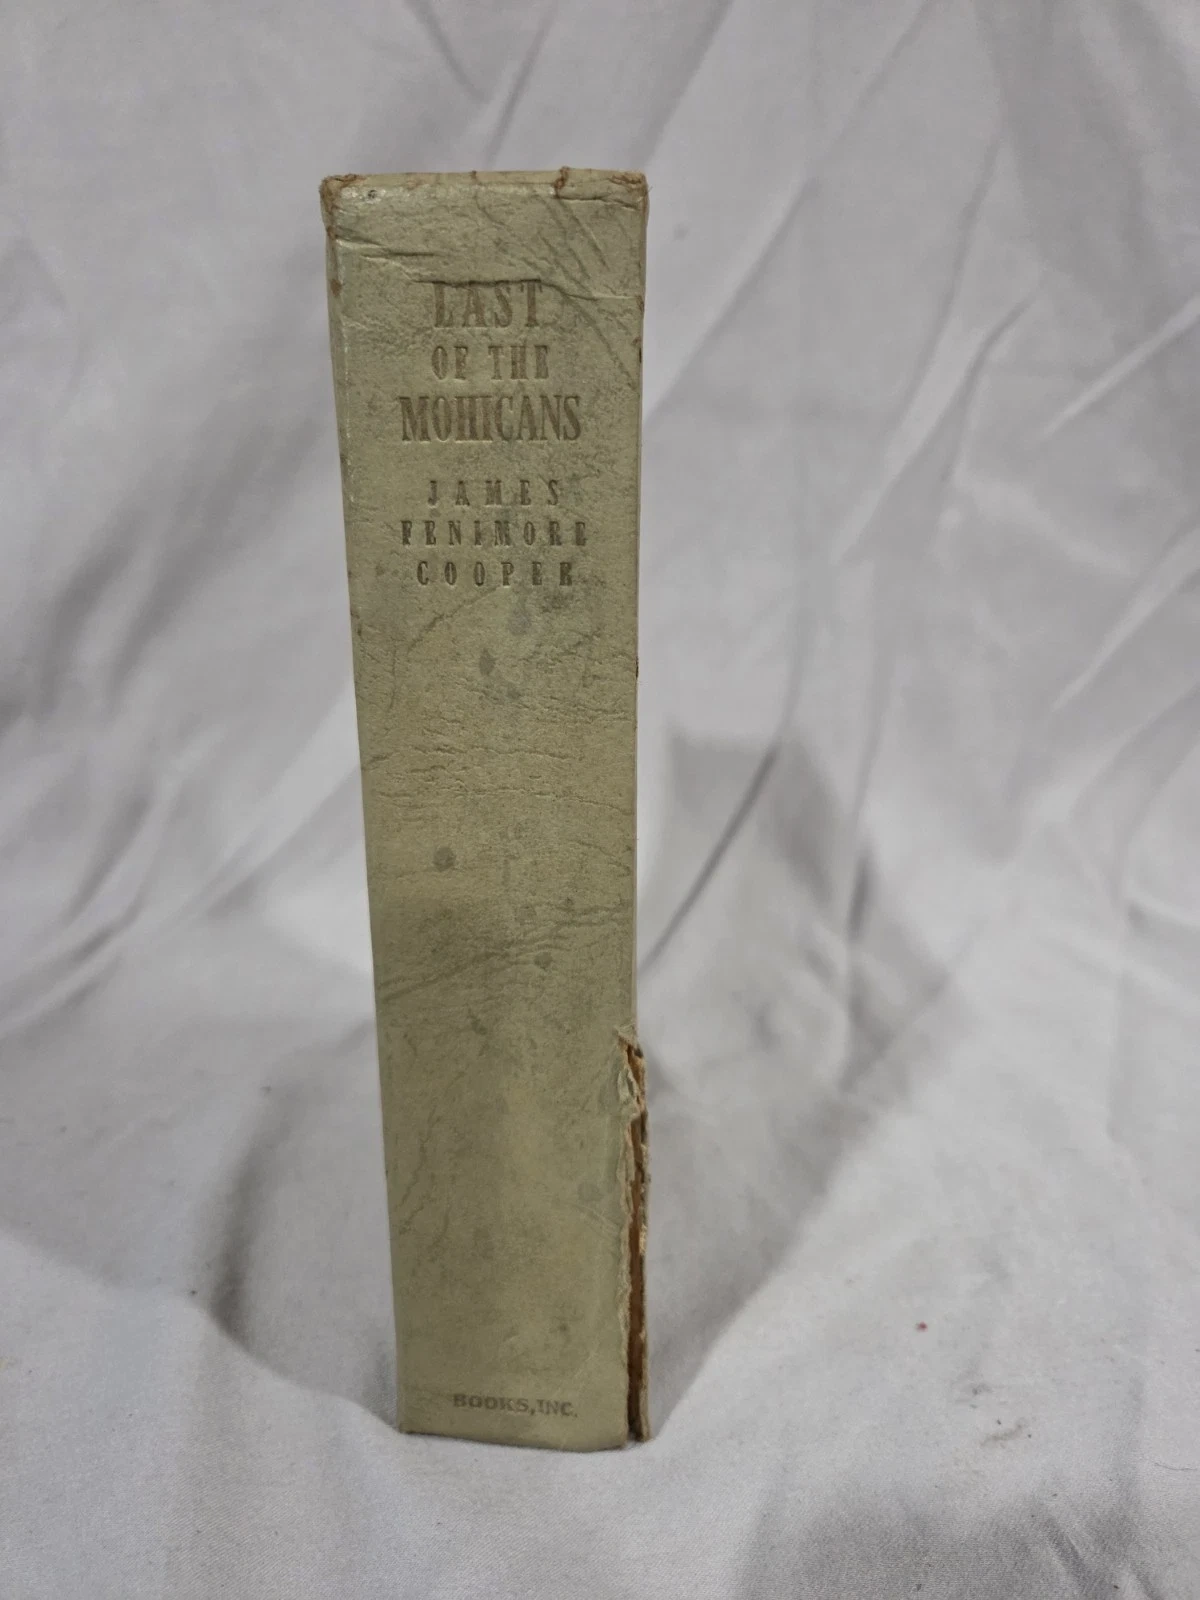 LAST
OF THE
MOHICANS
JAMES
FENIMORE
COOPER
BOOKS, INC.